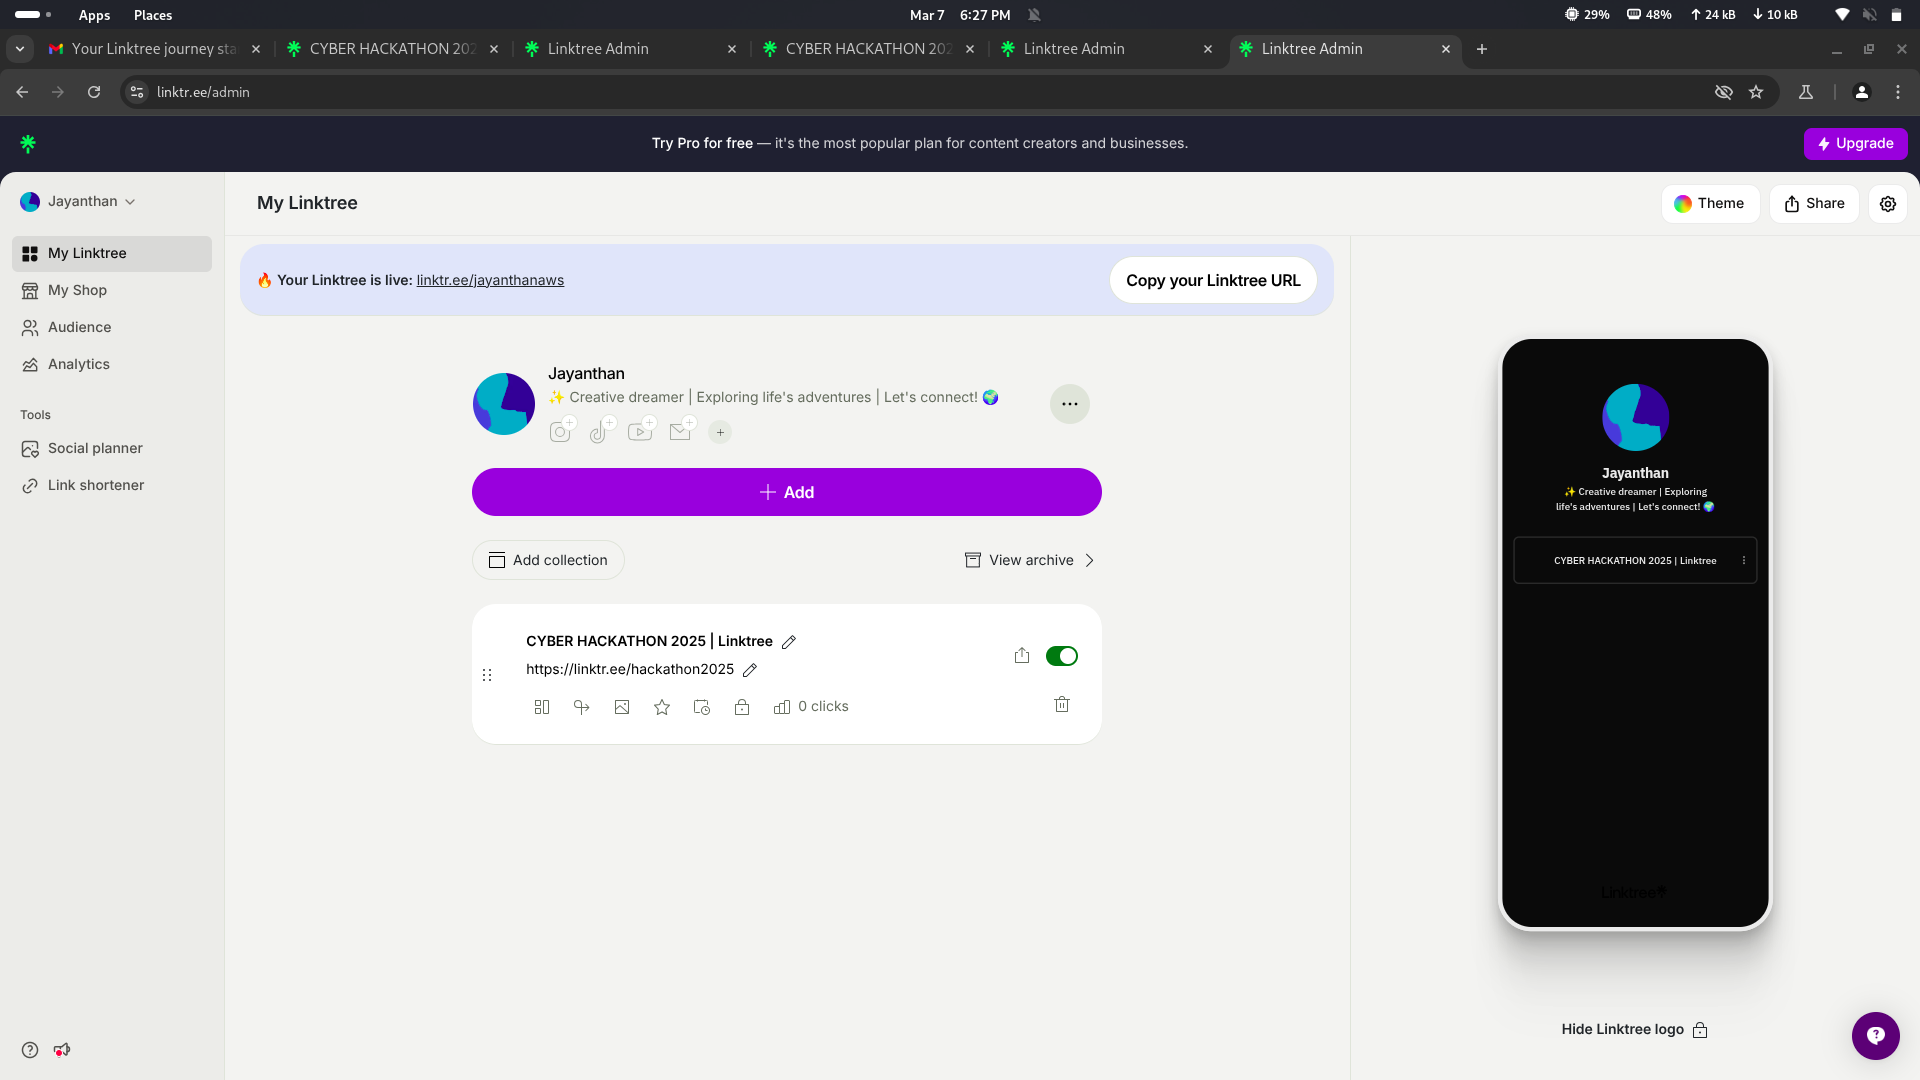 Apps Places Mar 7 6:27 PM 29% 48% 24 kB 10 kB
Your Linktree journey sta CYBER HACKATHON 202 Linktree Admin CYBER HACKATHON 202 Linktree Admin Linktree Admin
linktr.ee/admin
Try Pro for free — it's the most popular plan for content creators and businesses.
Upgrade
Jayanthan
My Linktree
My Shop
Audience
Analytics
Tools
Social planner
Link shortener
My Linktree
Theme
Share
🔥 Your Linktree is live: linktr.ee/jayanthanaws
Copy your Linktree URL
Jayanthan
✨ Creative dreamer | Exploring life's adventures | Let's connect! 🌍
Add
Add collection
View archive
CYBER HACKATHON 2025 | Linktree
https://linktr.ee/hackathon2025
0 clicks
Jayanthan
✨ Creative dreamer | Exploring
life's adventures | Let's connect! 🌍
CYBER HACKATHON 2025 | Linktree
Linktree
Hide Linktree logo